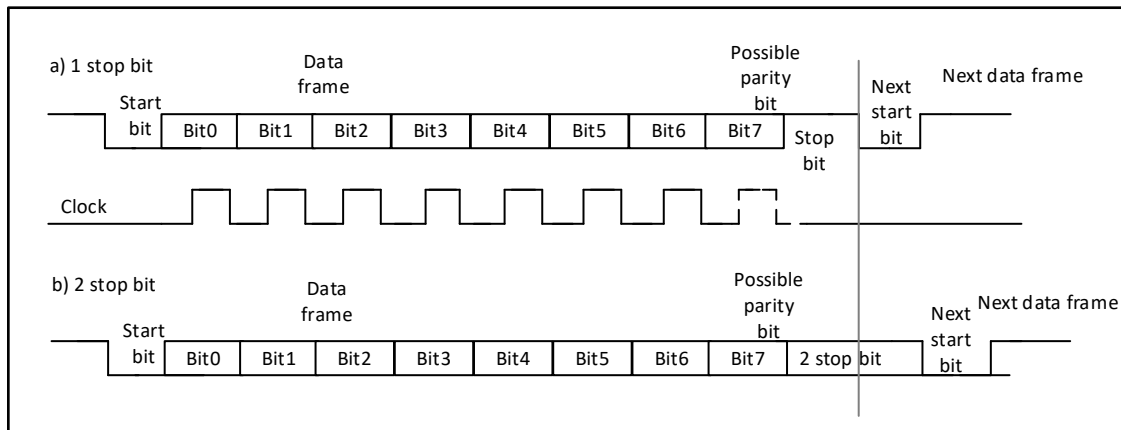 a) 1 stop bit
Data
frame
Possible
parity
bit
Next data frame
Start
bit
Bit0
Bit1
Bit2
Bit3
Bit4
Bit5
Bit6
Bit7
Stop
bit
Next
start
bit
Clock
b) 2 stop bit
Data
frame
Possible
parity
bit
Next data frame
Start
bit
Bit0
Bit1
Bit2
Bit3
Bit4
Bit5
Bit6
Bit7
2 stop bit
Next
start
bit